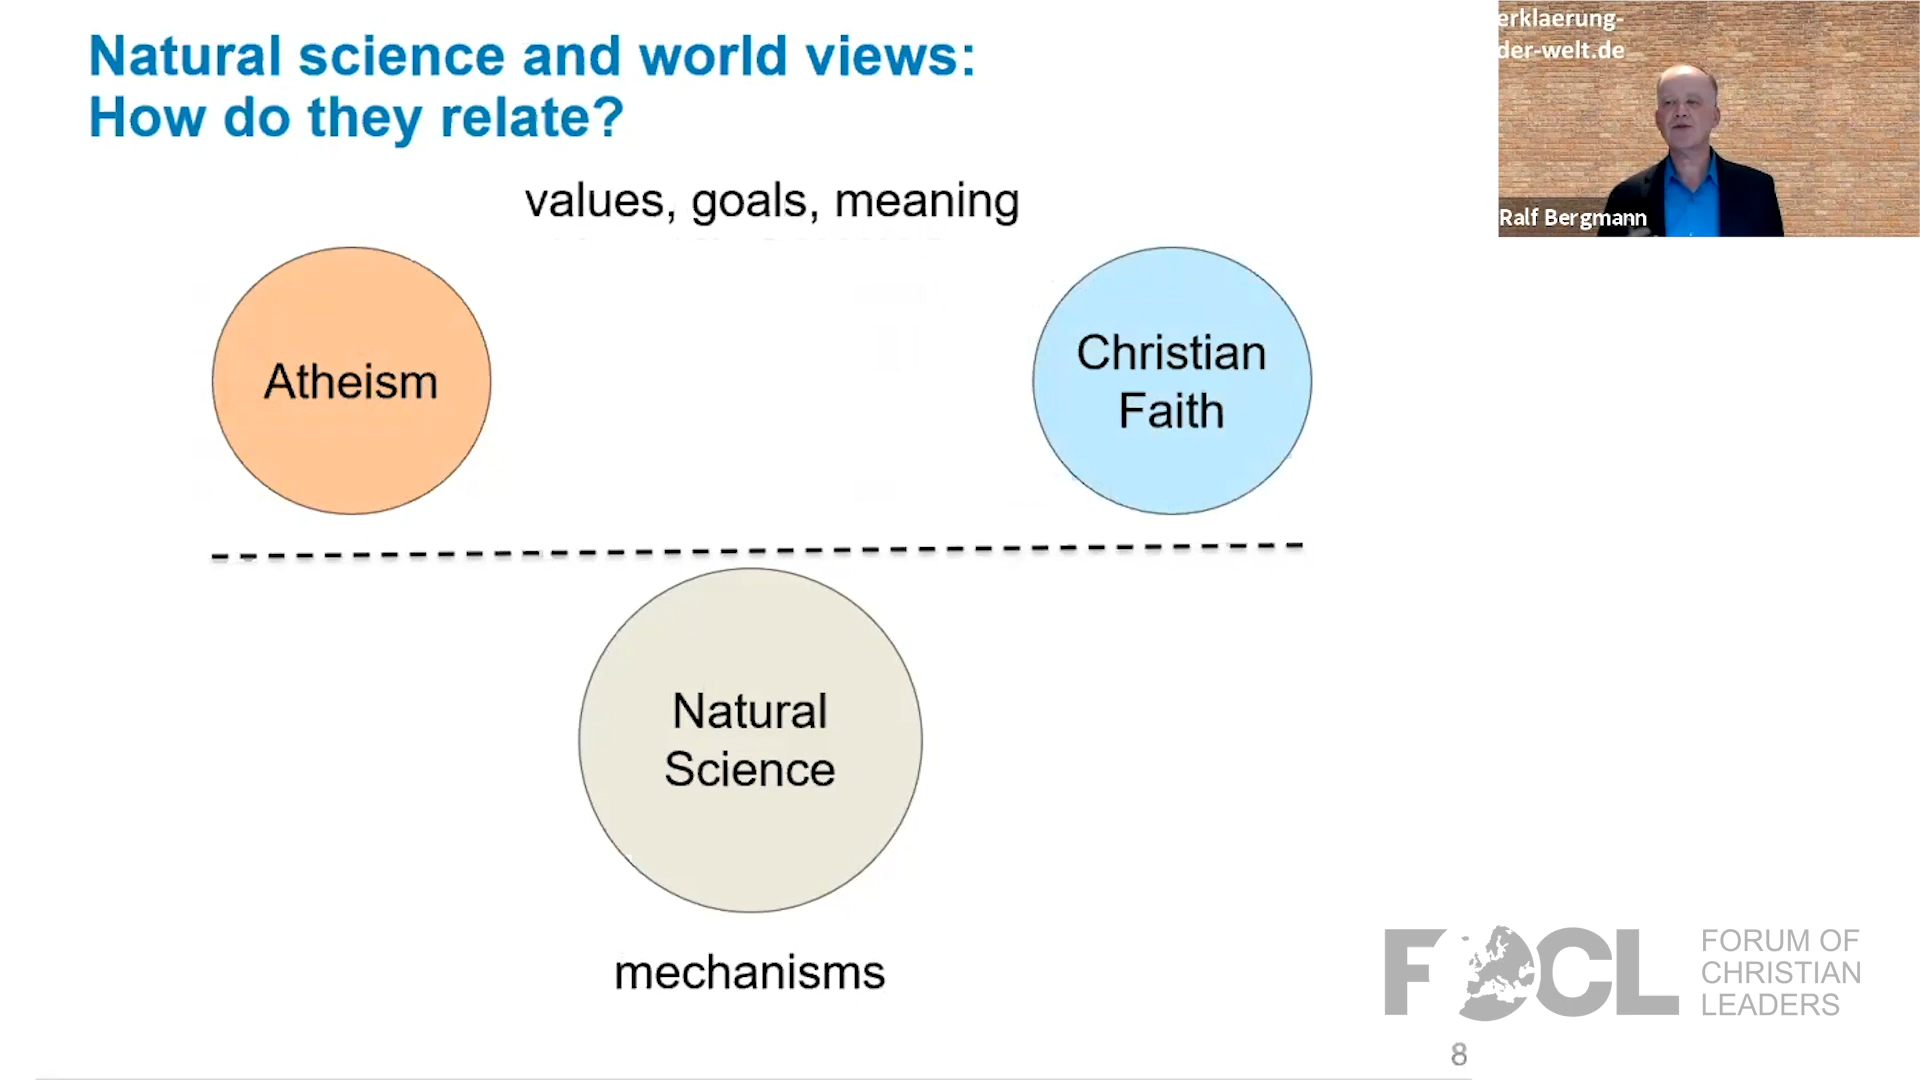 Natural science and world views:
How do they relate?
values, goals, meaning
Atheism
Christian
Faith
Natural
Science
mechanisms
erklaerung-
der-welt.de
Ralf Bergmann
FOCL
FORUM OF
CHRISTIAN
LEADERS
8